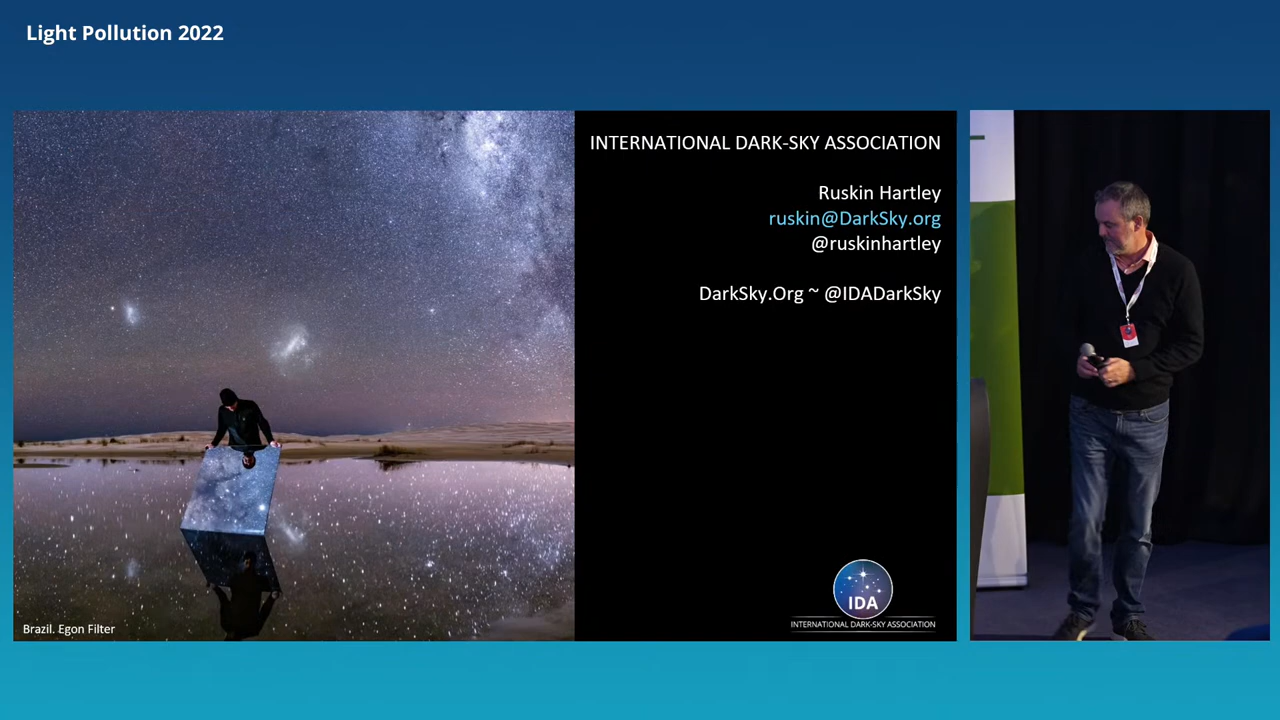 Light Pollution 2022
INTERNATIONAL DARK-SKY ASSOCIATION
Ruskin Hartley
ruskin@DarkSky.org
@ruskinhartley
DarkSky.Org ~ @IDADarkSky
IDA
INTERNATIONAL DARK-SKY ASSOCIATION
Brazil. Egon Filter